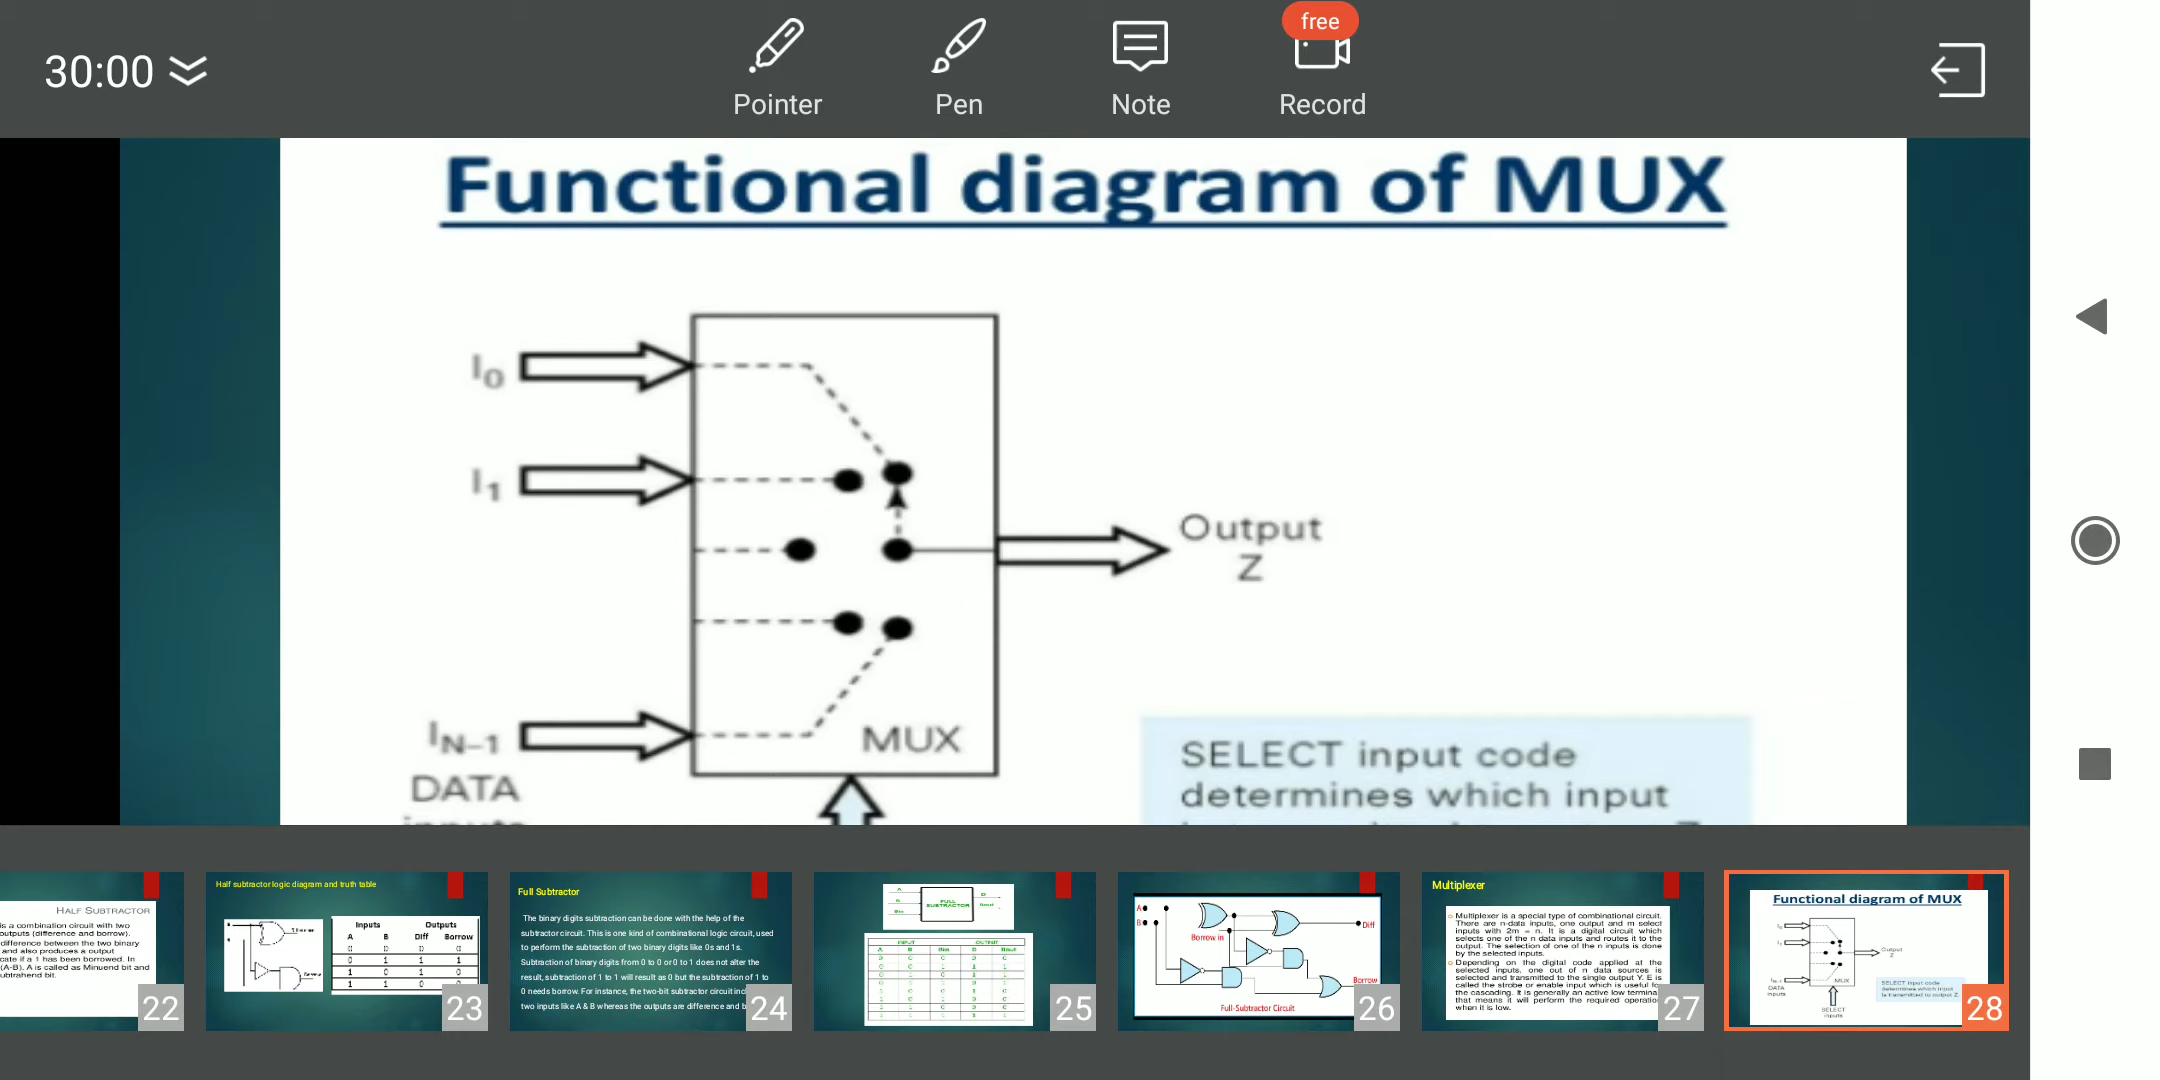 30:00
Pointer
Pen
Note
free
Record
Functional diagram of MUX
I0
I1
Output
Z
IN–1
MUX
DATA
SELECT input code
determines which input
HALF SUBTRACTOR
is a combination circuit with two
outputs (difference and borrow).
difference between the two binary
and also produces a output
cate if a 1 has been borrowed. In
(A-B). A is called as Minuend bit and
ubtrahend bit.
22
Half subtractor logic diagram and truth table
Inputs Outputs
A B Diff Borrow
0 0 0 0
0 1 1 1
1 0 1 0
1 1 0
23
Full Subtractor
The binary digits subtraction can be done with the help of the
subtractor circuit. This is one kind of combinational logic circuit, used
to perform the subtraction of two binary digits like 0s and 1s.
Subtraction of binary digits from 0 to 0 or 0 to 1 does not alter the
result, subtraction of 1 to 1 will result as 0 but the subtraction of 1 to
0 needs borrow. For instance, the two-bit subtractor circuit incl
two inputs like A & B whereas the outputs are difference and b
24
FULL
SUBTRACTOR
INPUT OUTPUT
25
A
B
Borrow in
Diff
Borrow
Full-Subtractor Circuit
26
Multiplexer
Multiplexer is a special type of combinational circuit.
There are n-data inputs, one output and m select
inputs with 2m = n. It is a digital circuit which
selects one of the n data inputs and routes it to the
output. The selection of one of the n inputs is done
by the selected inputs.
Depending on the digital code applied at the
selected inputs, one out of n data sources is
selected and transmitted to the single output Y. E is
called the strobe or enable input which is useful fo
the cascading. It is generally an active low termina
that means it will perform the required operatio
when it is low.
27
Functional diagram of MUX
Output
Z
MUX
DATA
inputs
SELECT
inputs
SELECT input code
determines which input
is transmitted to output Z.
28